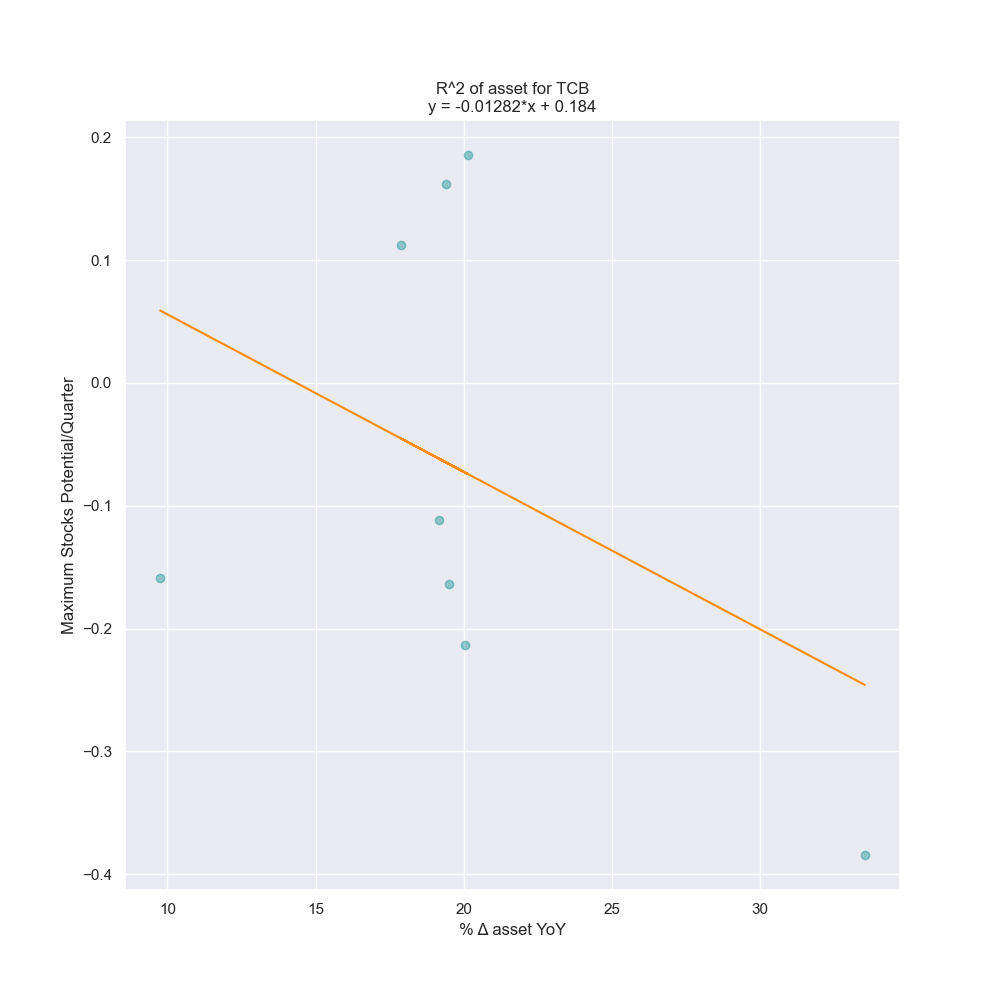 R^2 of asset for TCB
y = -0.01282*x + 0.184
0.2
0.1
0.0
−0.1
−0.2
−0.3
−0.4
Maximum Stocks Potential/Quarter
10 15 20 25 30
% Δ asset YoY